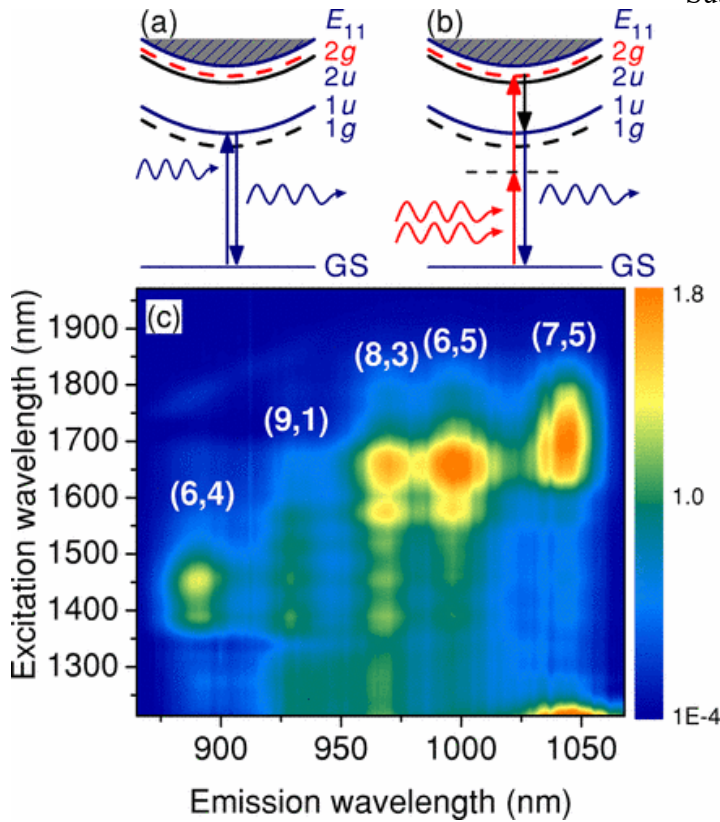 Su
(a)
E11
2g
2u
1u
1g
GS
(b)
E11
2g
2u
1u
1g
GS
(c)
(8,3)
(6,5)
(7,5)
(9,1)
(6,4)
Excitation wavelength (nm)
1900
1800
1700
1600
1500
1400
1300
900
950
1000
1050
Emission wavelength (nm)
1.8
1.0
1E-4